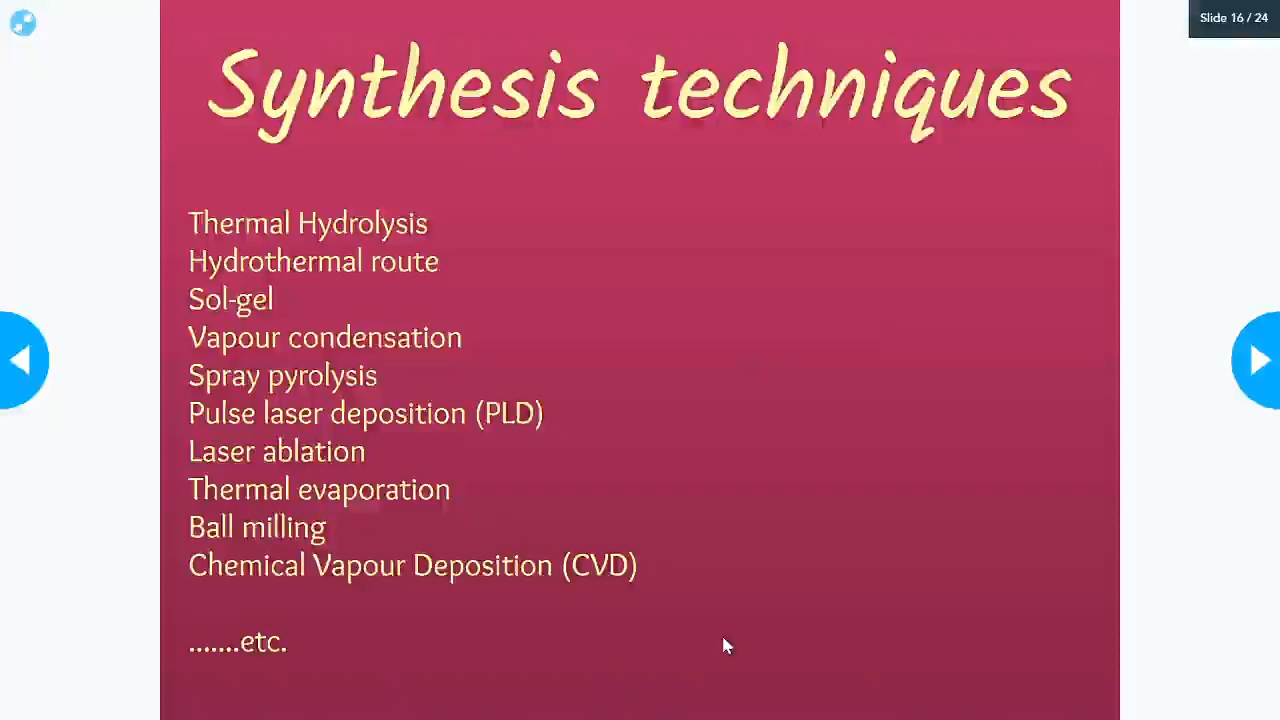 Slide 16 / 24
Synthesis techniques
Thermal Hydrolysis
Hydrothermal route
Sol-gel
Vapour condensation
Spray pyrolysis
Pulse laser deposition (PLD)
Laser ablation
Thermal evaporation
Ball milling
Chemical Vapour Deposition (CVD)
.......etc.